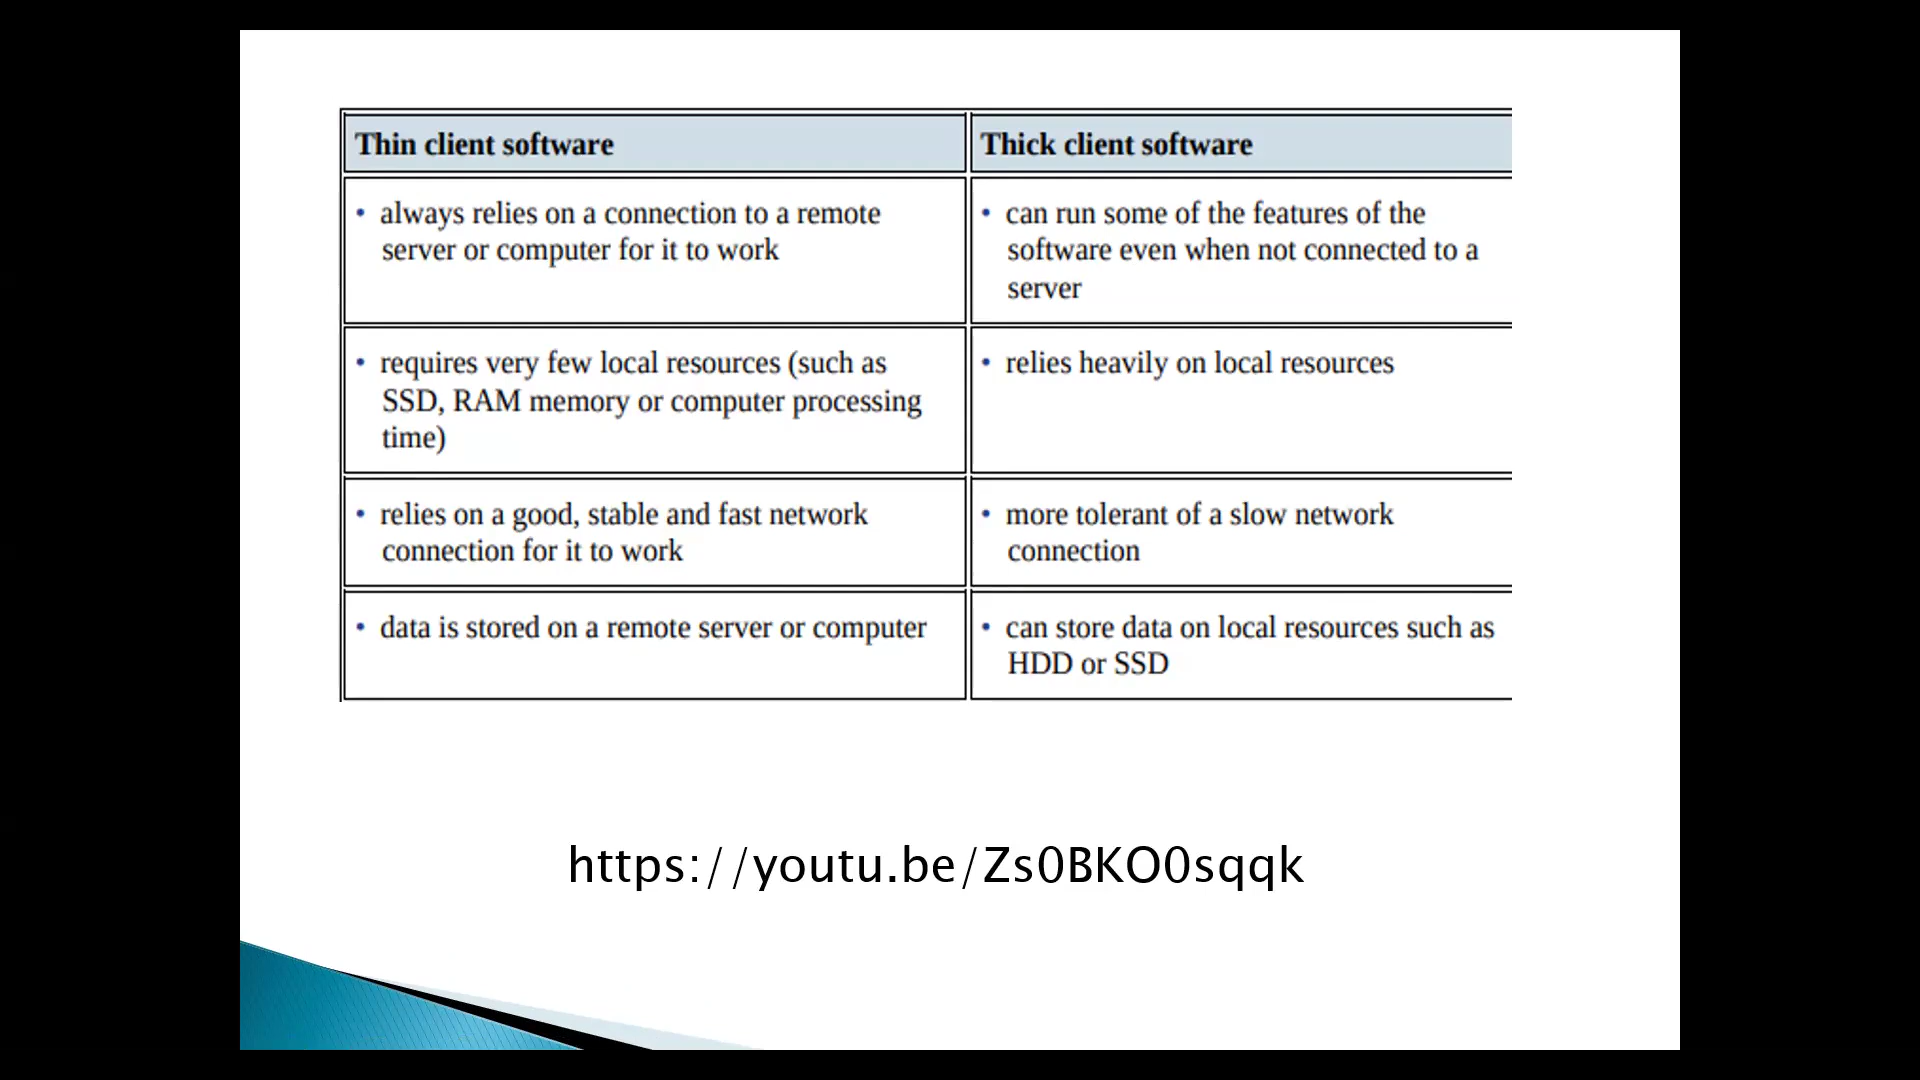 Thin client software
Thick client software
• always relies on a connection to a remote
server or computer for it to work
• can run some of the features of the
software even when not connected to a
server
• requires very few local resources (such as
SSD, RAM memory or computer processing
time)
• relies heavily on local resources
• relies on a good, stable and fast network
connection for it to work
• more tolerant of a slow network
connection
• data is stored on a remote server or computer
• can store data on local resources such as
HDD or SSD
https://youtu.be/Zs0BKO0sqqk